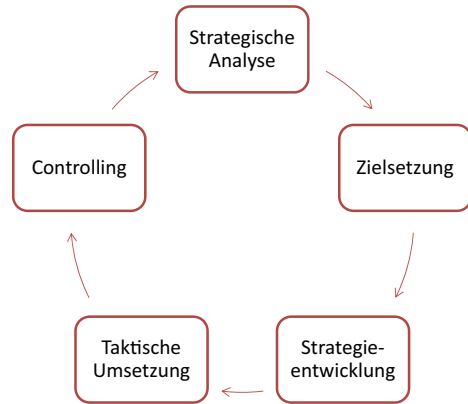 Strategische
Analyse
Controlling
Zielsetzung
Taktische
Umsetzung
Strategie-
entwicklung